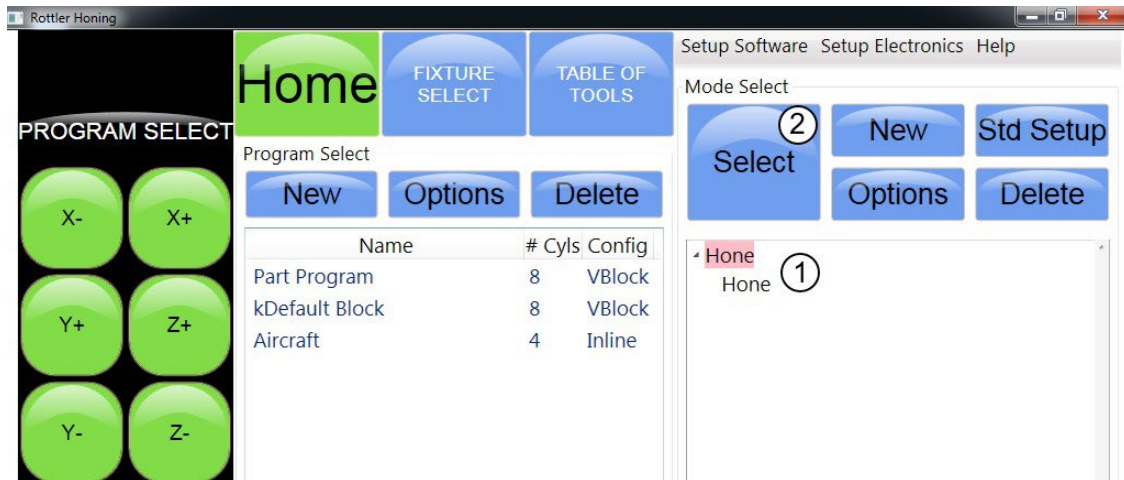 Rottler Honing
PROGRAM SELECT
X-
X+
Y+
Z+
Y-
Z-
Home
FIXTURE
SELECT
TABLE OF
TOOLS
Program Select
New
Options
Delete
Name # Cyls Config
Part Program 8 VBlock
kDefault Block 8 VBlock
Aircraft 4 Inline
Setup Software Setup Electronics Help
Mode Select
Select
2
New
Std Setup
Options
Delete
Hone
Hone
1